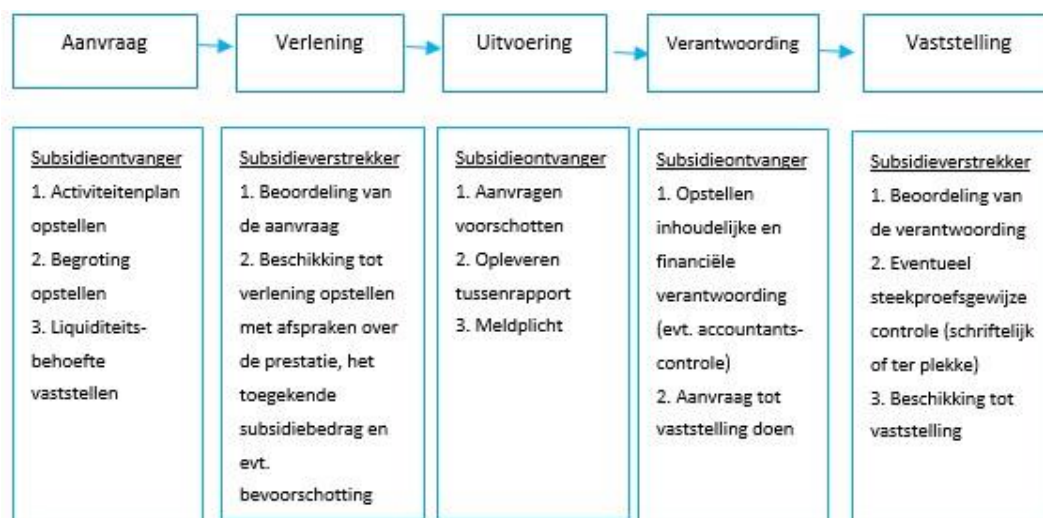 Aanvraag
Verlening
Uitvoering
Verantwoording
Vaststelling
Subsidieontvanger
1. Activiteitenplan
opstellen
2. Begroting
opstellen
3. Liquiditeits-
behoefte
vaststellen
Subsidieverstrekker
1. Beoordeling van
de aanvraag
2. Beschikking tot
verlening opstellen
met afspraken over
de prestatie, het
toegekende
subsidiebedrag en
evt.
bevoorschotting
Subsidieontvanger
1. Aanvragen
voorschotten
2. Opleveren
tussenrapport
3. Meldplicht
Subsidieontvanger
1. Opstellen
inhoudelijke en
financiële
verantwoording
(evt. accountants-
controle)
2. Aanvraag tot
vaststelling doen
Subsidieverstrekker
1. Beoordeling van
de verantwoording
2. Eventueel
steekproefsgewijze
controle (schriftelijk
of ter plekke)
3. Beschikking tot
vaststelling